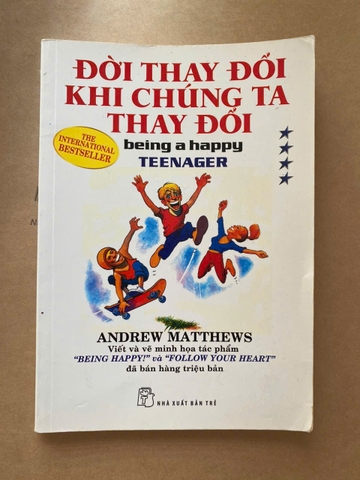 ĐỜI THAY ĐỔI
KHI CHÚNG TA
THAY ĐỔI
THE
INTERNATIONAL
BESTSELLER
being a happy
TEENAGER
ANDREW MATTHEWS
Viết và vẽ minh họa tác phẩm
"BEING HAPPY!" và "FOLLOW YOUR HEART"
đã bán hàng triệu bản
NHÀ XUẤT BẢN TRẺ